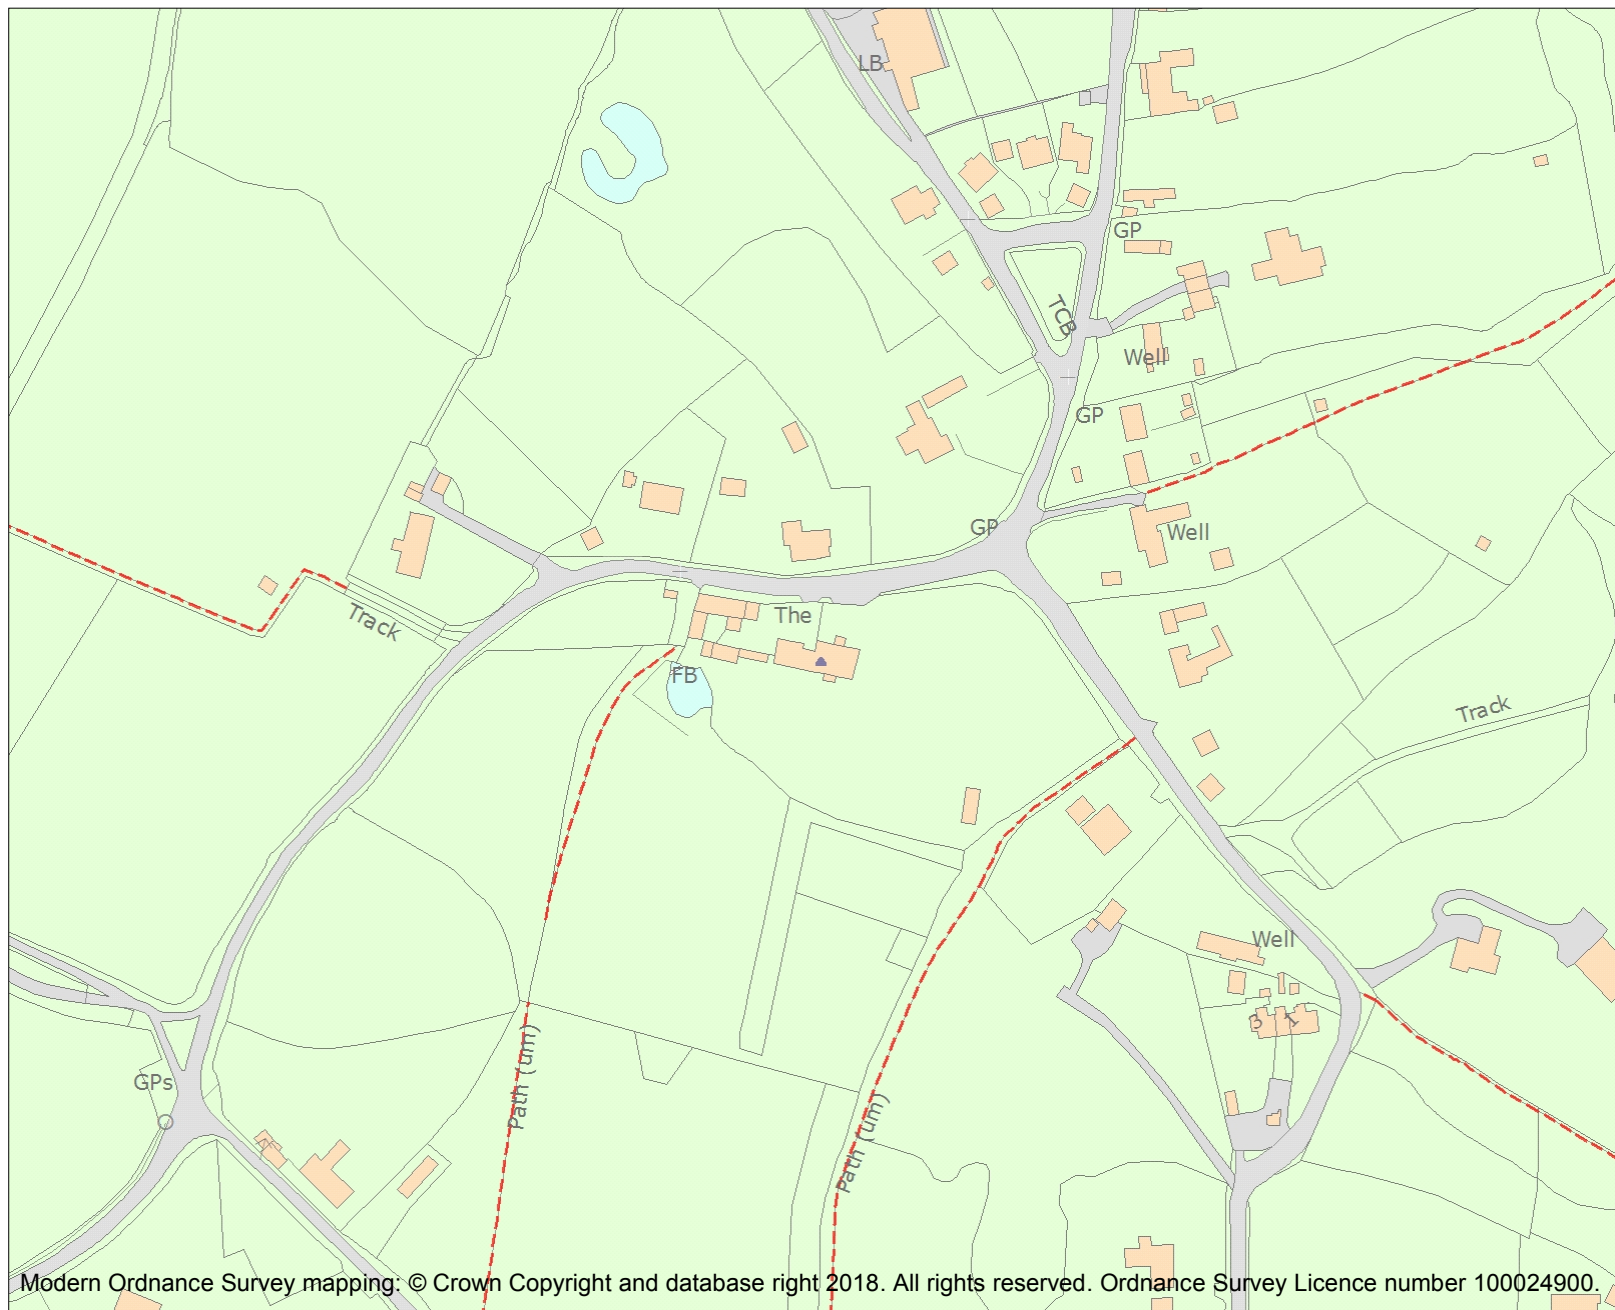 LB
GP
TCB
Well
GP
GP
Well
The
Track
FB
Track
Well
3
1
Path (um)
GPs
Path (um)
Modern Ordnance Survey mapping: © Crown Copyright and database right 2018. All rights reserved. Ordnance Survey Licence number 100024900.